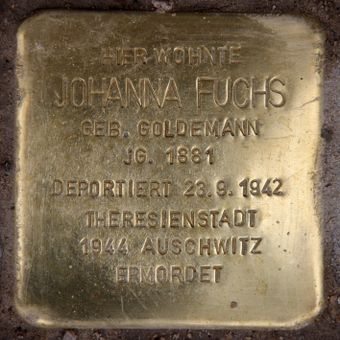 HIER WOHNTE
JOHANNA FUCHS
GEB. GOLDEMANN
JG. 1881
DEPORTIERT 23.9.1942
THERESIENSTADT
1944 AUSCHWITZ
ERMORDET